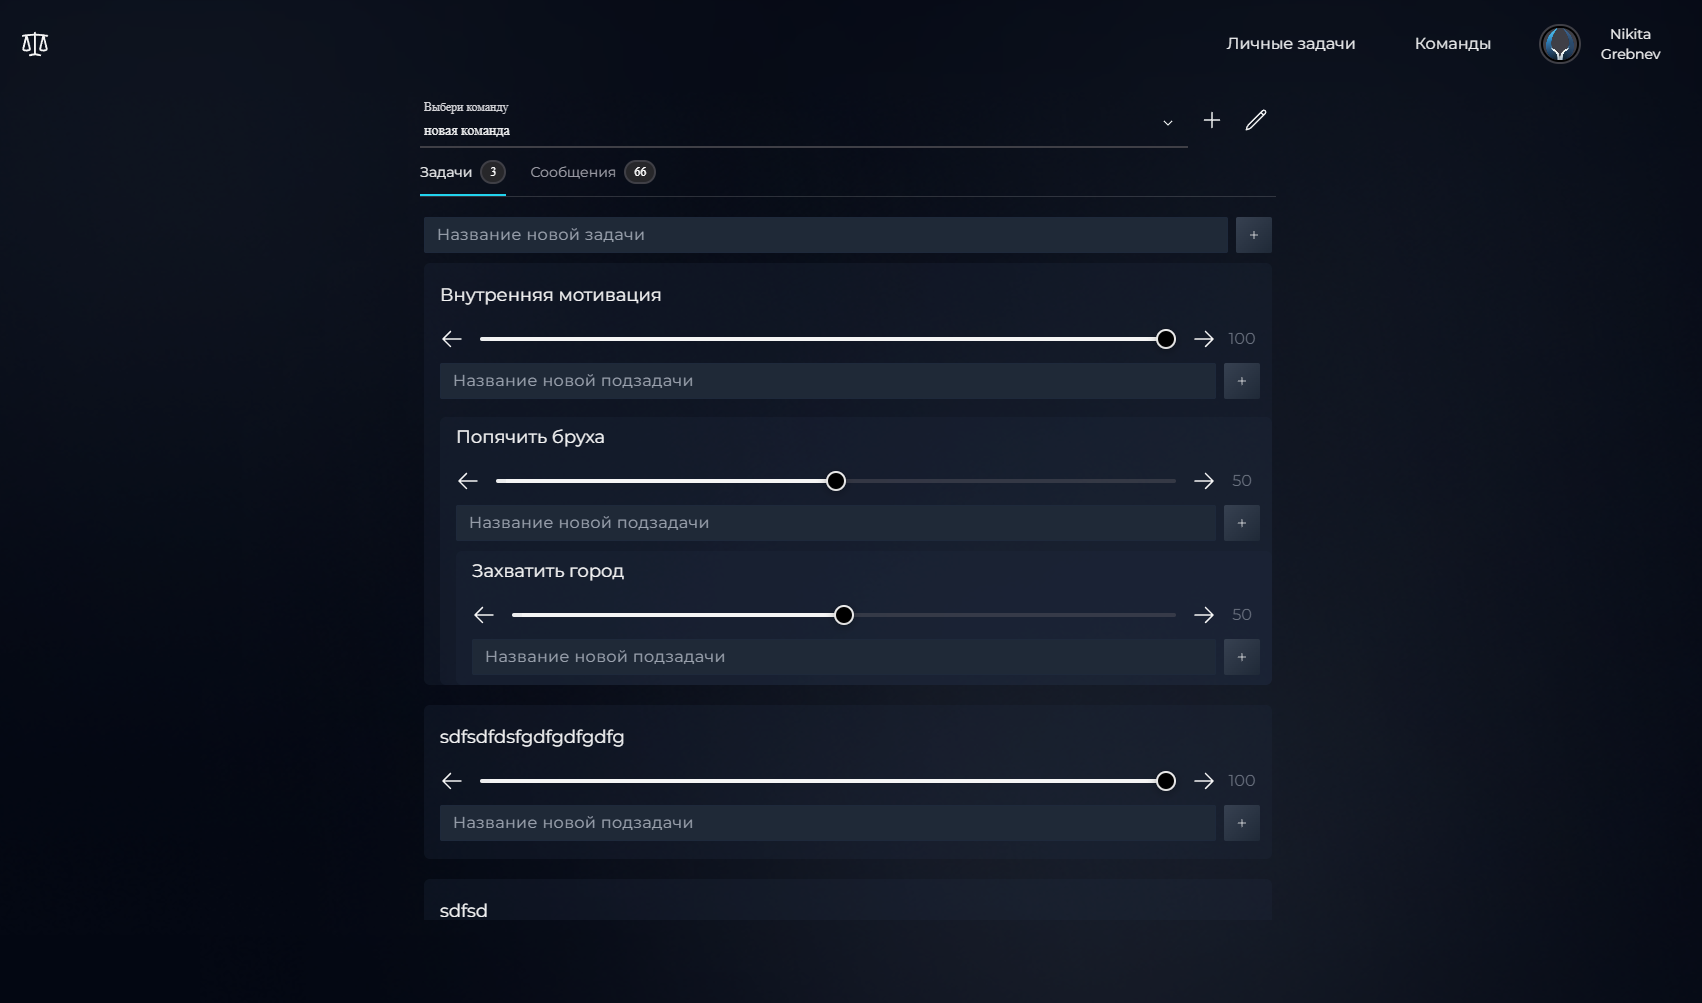 Личные задачи
Команды
Nikita
Grebnev
Выбери команду
новая команда
+
Задачи 3
Сообщения 66
Название новой задачи
+
Внутренняя мотивация
100
Название новой подзадачи
+
Попячить бруха
50
Название новой подзадачи
+
Захватить город
50
Название новой подзадачи
+
sdfsdfdsfgdfgdfgdfg
100
Название новой подзадачи
+
sdfsd